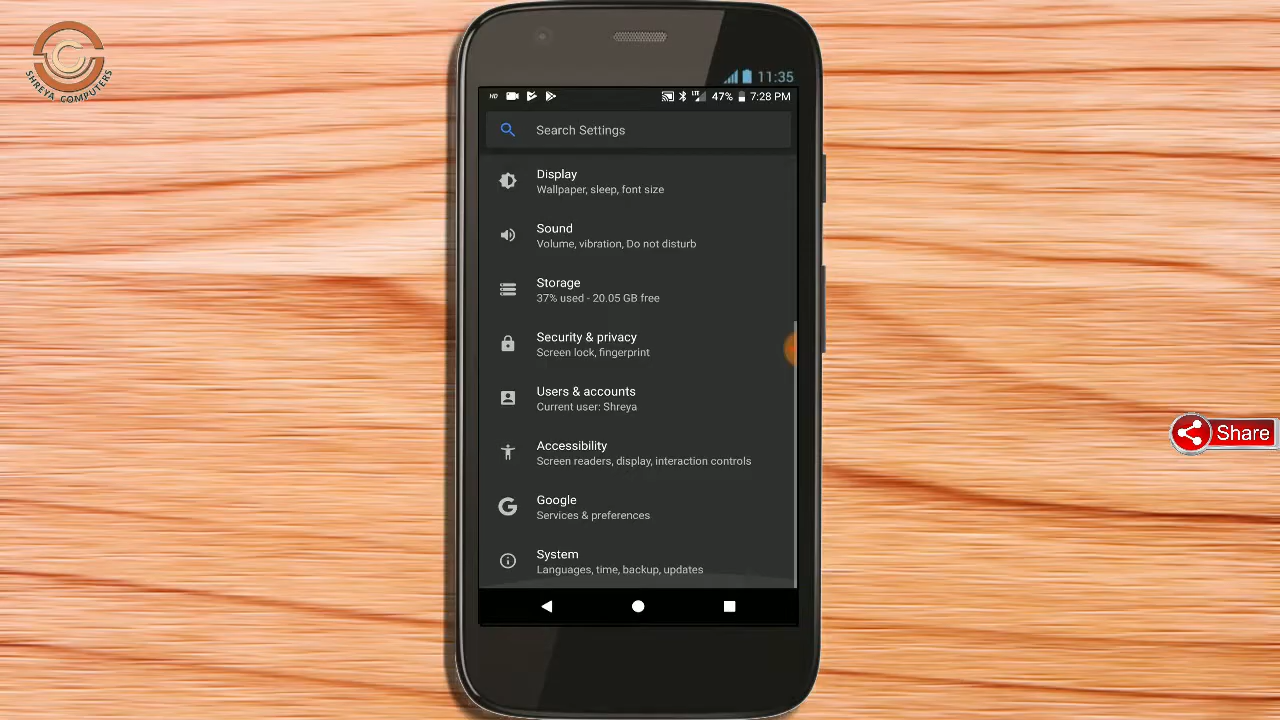 SHREYA COMPUTERS
11:35
HD LTE 47% 7:28 PM
Search Settings
Display
Wallpaper, sleep, font size
Sound
Volume, vibration, Do not disturb
Storage
37% used - 20.05 GB free
Security & privacy
Screen lock, fingerprint
Users & accounts
Current user: Shreya
Share
Accessibility
Screen readers, display, interaction controls
G
Google
Services & preferences
System
Languages, time, backup, updates